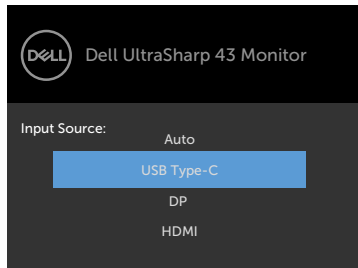 DELL
Dell UltraSharp 43 Monitor
Input Source:
Auto
USB Type-C
DP
HDMI